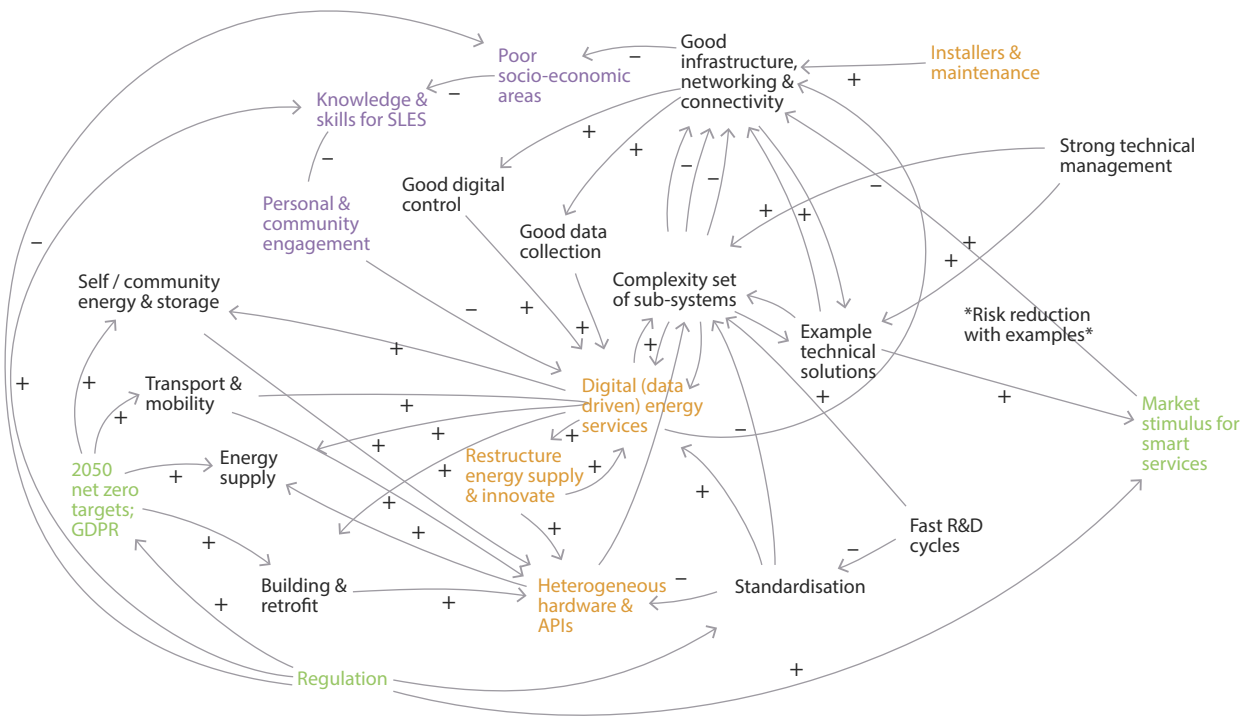 Good
infrastructure,
networking &
connectivity
Installers &
maintenance
Poor
socio-economic
areas
Knowledge &
skills for SLES
Strong technical
management
Good digital
control
Personal &
community
engagement
Good data
collection
Self / community
energy & storage
Complexity set
of sub-systems
*Risk reduction
with examples*
Example
technical
solutions
Transport &
mobility
Digital (data
driven) energy
services
Market
stimulus for
smart
services
Energy
supply
Restructure
energy supply
& innovate
2050
net zero
targets;
GDPR
Fast R&D
cycles
Building &
retrofit
Heterogeneous
hardware &
APIs
Standardisation
Regulation